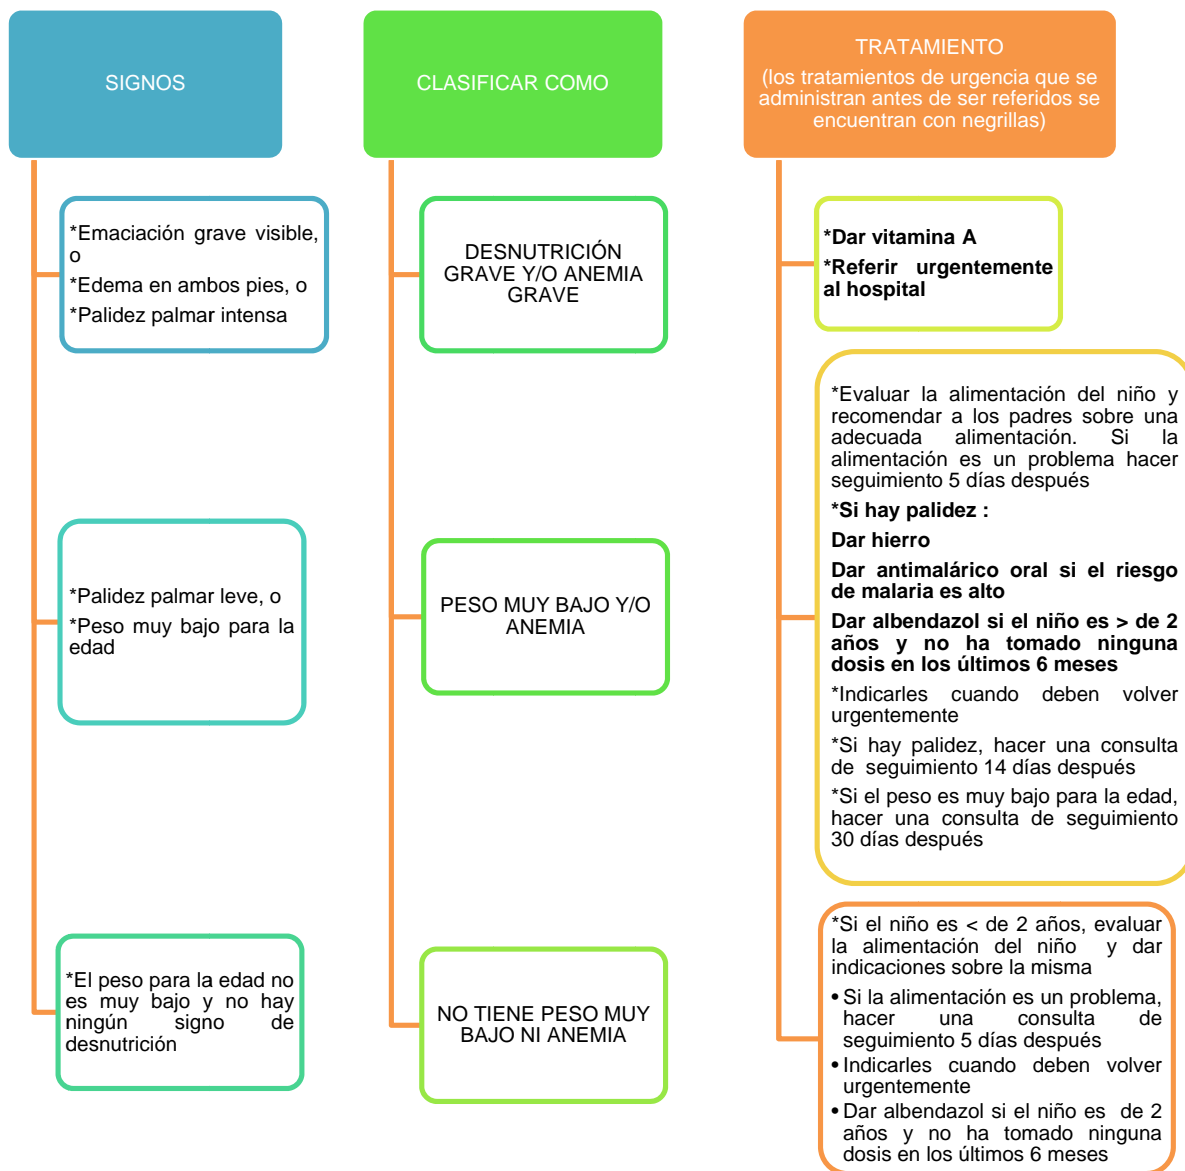 SIGNOS
*Emaciación grave visible,
o
*Edema en ambos pies, o
*Palidez palmar intensa
*Palidez palmar leve, o
*Peso muy bajo para la
edad
*El peso para la edad no
es muy bajo y no hay
ningún signo de
desnutrición
CLASIFICAR COMO
DESNUTRICIÓN
GRAVE Y/O ANEMIA
GRAVE
PESO MUY BAJO Y/O
ANEMIA
NO TIENE PESO MUY
BAJO NI ANEMIA
TRATAMIENTO
(los tratamientos de urgencia que se
administran antes de ser referidos se
encuentran con negrillas)
*Dar vitamina A
*Referir urgentemente
al hospital
*Evaluar la alimentación del niño y
recomendar a los padres sobre una
adecuada alimentación. Si la
alimentación es un problema hacer
seguimiento 5 días después
*Si hay palidez :
Dar hierro
Dar antimalárico oral si el riesgo
de malaria es alto
Dar albendazol si el niño es > de 2
años y no ha tomado ninguna
dosis en los últimos 6 meses
*Indicarles cuando deben volver
urgentemente
*Si hay palidez, hacer una consulta
de seguimiento 14 días después
*Si el peso es muy bajo para la edad,
hacer una consulta de seguimiento
30 días después
*Si el niño es < de 2 años, evaluar
la alimentación del niño y dar
indicaciones sobre la misma
• Si la alimentación es un problema,
hacer una consulta de
seguimiento 5 días después
• Indicarles cuando deben volver
urgentemente
• Dar albendazol si el niño es de 2
años y no ha tomado ninguna
dosis en los últimos 6 meses